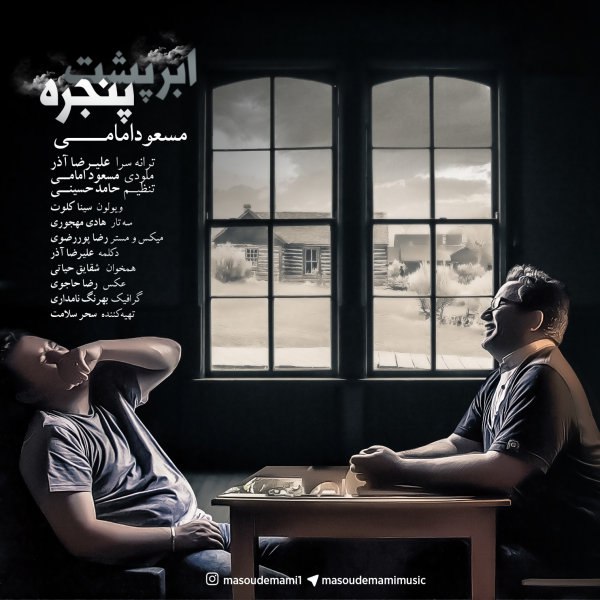 ابر پشت
پنجره
مسعود امامی
ترانه سرا علیرضا آذر
ملودی مسعود امامی
تنظیم حامد حسینی
ویولون سینا کلوت
سه تار هادی مهجوری
میکس و مستر رضا پوررضوی
دکلمه علیرضا آذر
همخوان شقایق حیاتی
عکس رضا حاجوی
گرافیک بهرنگ نامداری
تهیه‌کننده سحر سلامت
masoudemami1 masoudemamimusic